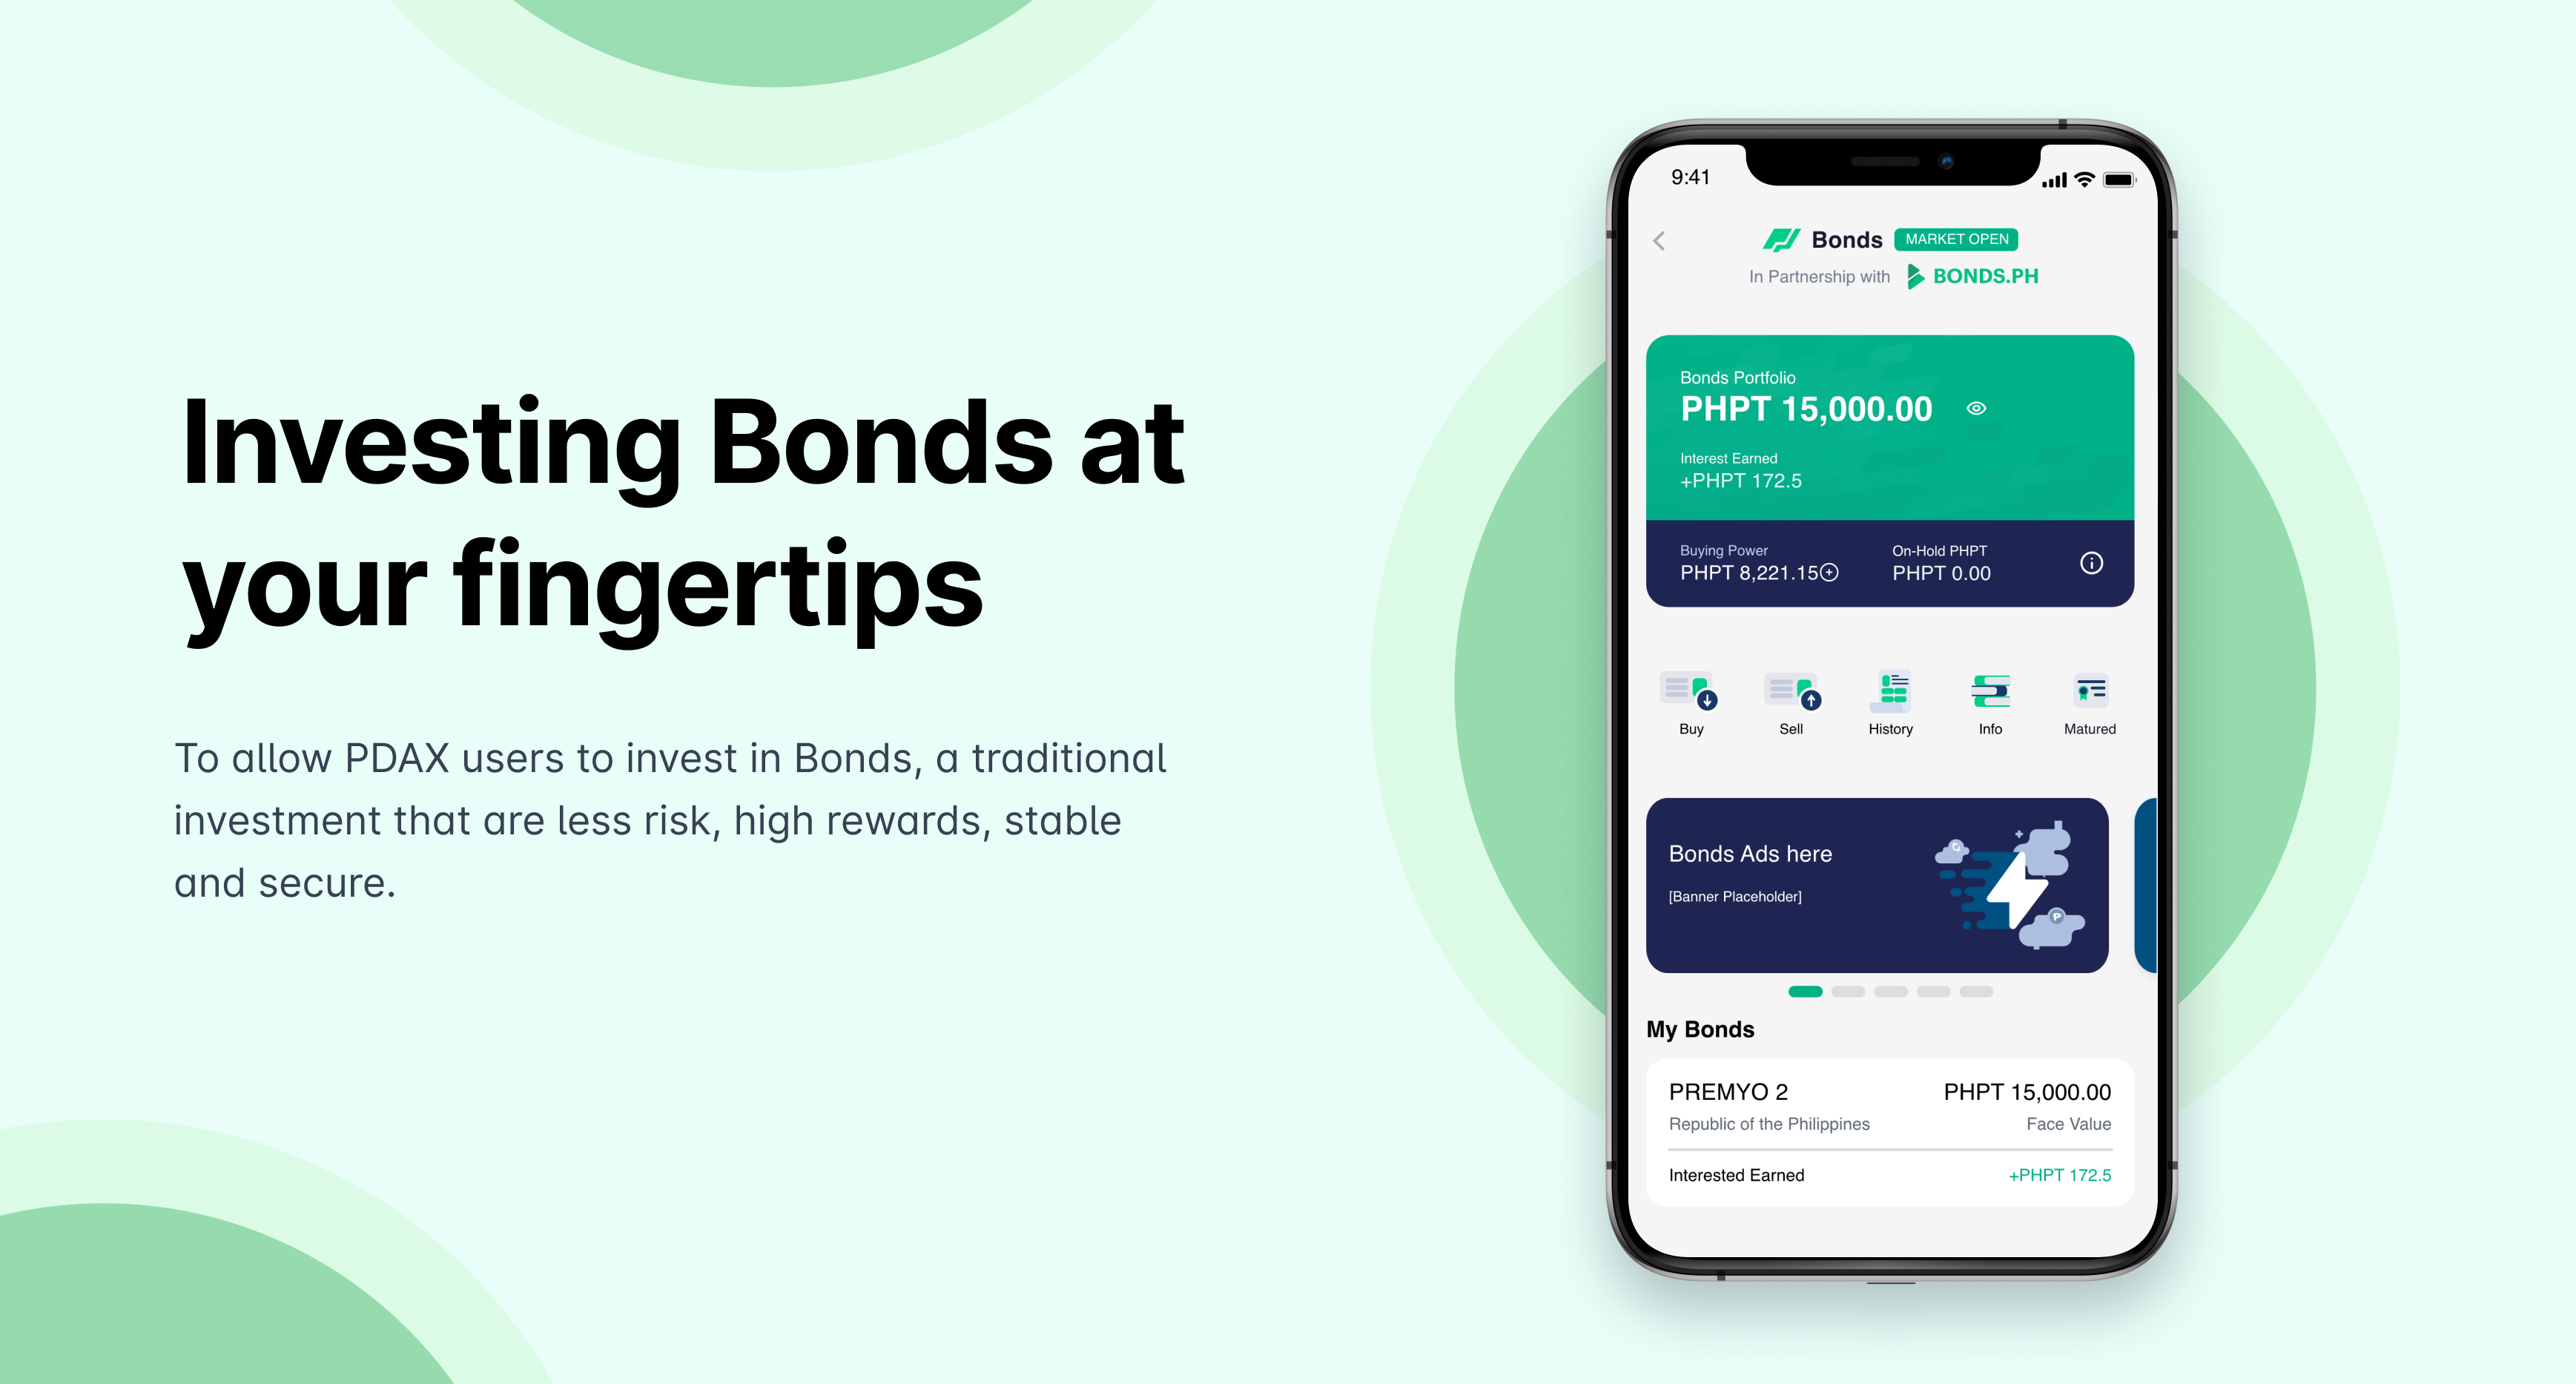 Investing Bonds at
your fingertips
To allow PDAX users to invest in Bonds, a traditional
investment that are less risk, high rewards, stable
and secure.
9:41
Bonds MARKET OPEN
In Partnership with BONDS.PH
Bonds Portfolio
PHPT 15,000.00
Interest Earned
+PHPT 172.5
Buying Power On-Hold PHPT
PHPT 8,221.15 PHPT 0.00
Buy Sell History Info Matured
Bonds Ads here
[Banner Placeholder]
My Bonds
PREMYO 2 PHPT 15,000.00
Republic of the Philippines Face Value
Interested Earned +PHPT 172.5